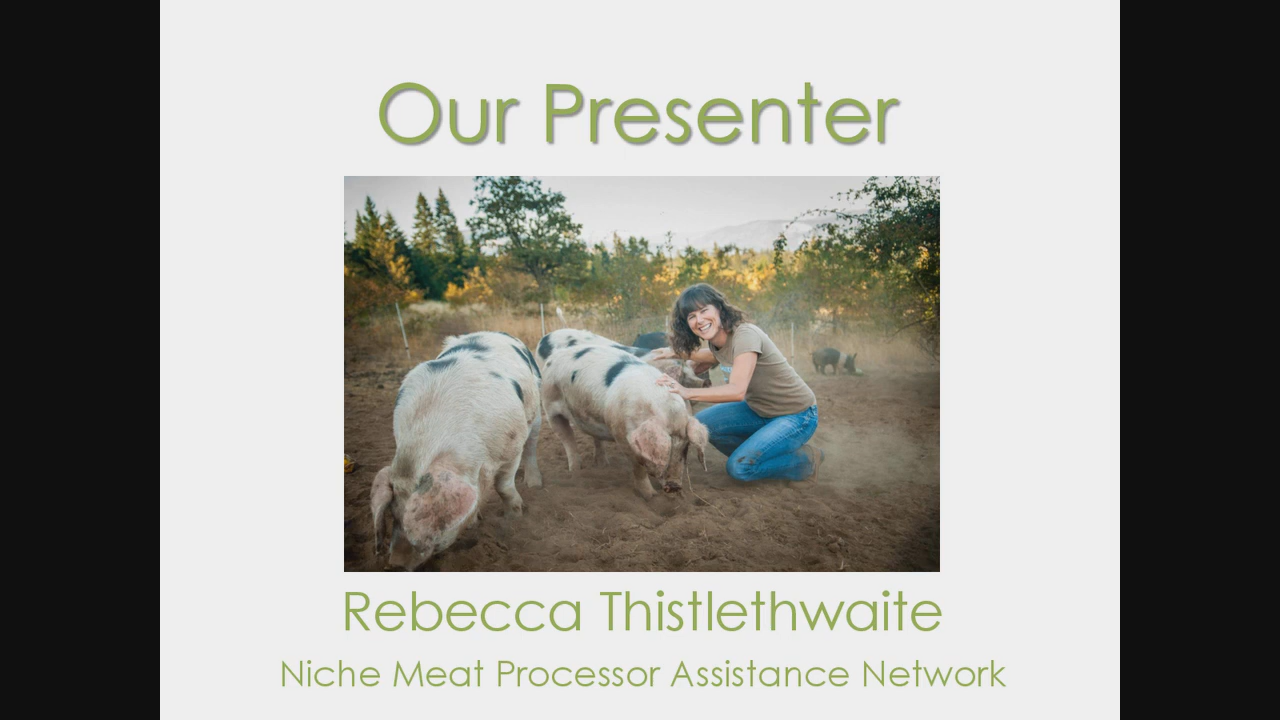 Our Presenter
Rebecca Thistlethwaite
Niche Meat Processor Assistance Network